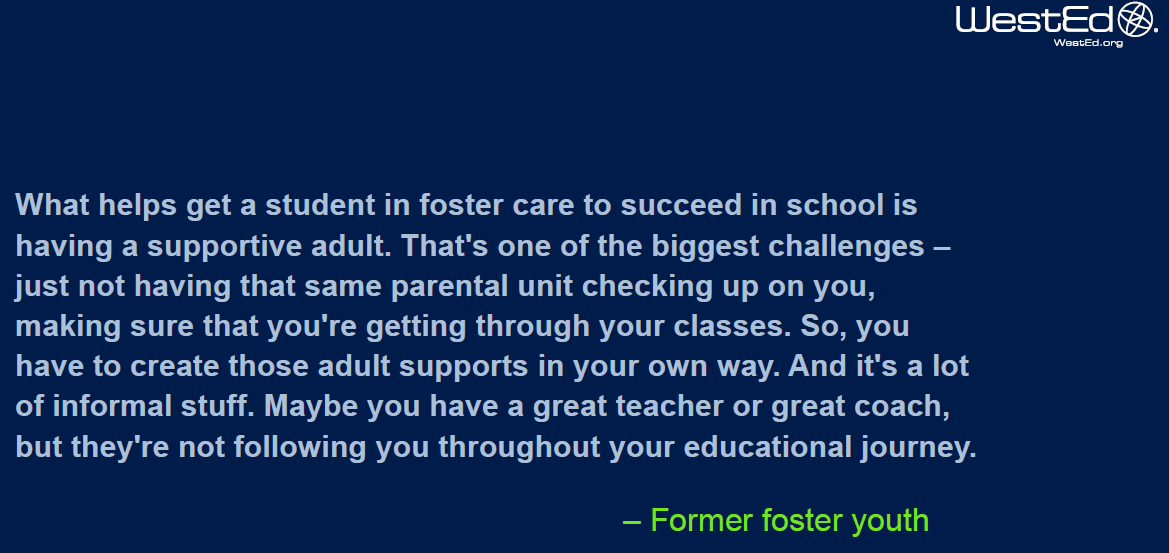 WestEd
WestEd.org
What helps get a student in foster care to succeed in school is
having a supportive adult. That's one of the biggest challenges –
just not having that same parental unit checking up on you,
making sure that you're getting through your classes. So, you
have to create those adult supports in your own way. And it's a lot
of informal stuff. Maybe you have a great teacher or great coach,
but they're not following you throughout your educational journey.
– Former foster youth